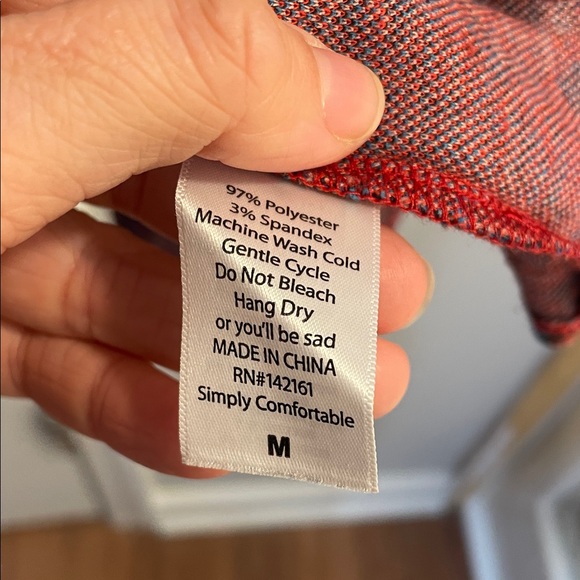 97% Polyester
3% Spandex
Machine Wash Cold
Gentle Cycle
Do Not Bleach
Hang Dry
or you'll be sad
MADE IN CHINA
RN#142161
Simply Comfortable
M